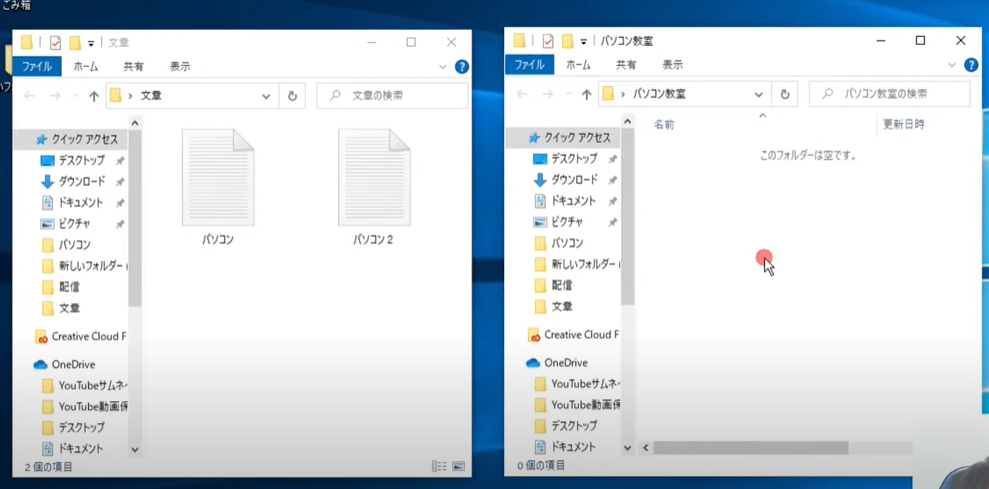 ごみ箱
文章
ファイル ホーム 共有 表示
文章
文章の検索
クイック アクセス
デスクトップ
ダウンロード
ドキュメント
ピクチャ
パソコン
新しいフォルダー
配信
文章
Creative Cloud F
OneDrive
YouTubeサムネ
YouTube動画保
デスクトップ
ドキュメント
パソコン
パソコン2
2 個の項目
パソコン教室
ファイル ホーム 共有 表示
パソコン教室
パソコン教室の検索
クイック アクセス
デスクトップ
ダウンロード
ドキュメント
ピクチャ
パソコン
新しいフォルダー
配信
文章
Creative Cloud F
OneDrive
YouTubeサムネ
YouTube動画保
デスクトップ
ドキュメント
名前 更新日時
このフォルダーは空です。
0 個の項目